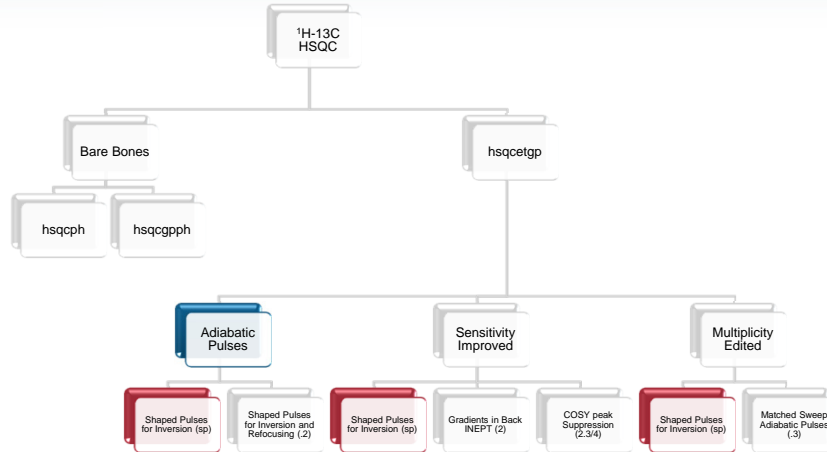 ¹H-13C
HSQC
Bare Bones
hsqcetgp
hsqcph
hsqcgpph
Adiabatic
Pulses
Sensitivity
Improved
Multiplicity
Edited
Shaped Pulses
for Inversion (sp)
Shaped Pulses
for Inversion and
Refocusing (.2)
Shaped Pulses
for Inversion (sp)
Gradients in Back
INEPT (2)
COSY peak
Suppression
(2.3/4)
Shaped Pulses
for Inversion (sp)
Matched Sweep
Adiabatic Pulses
(.3)